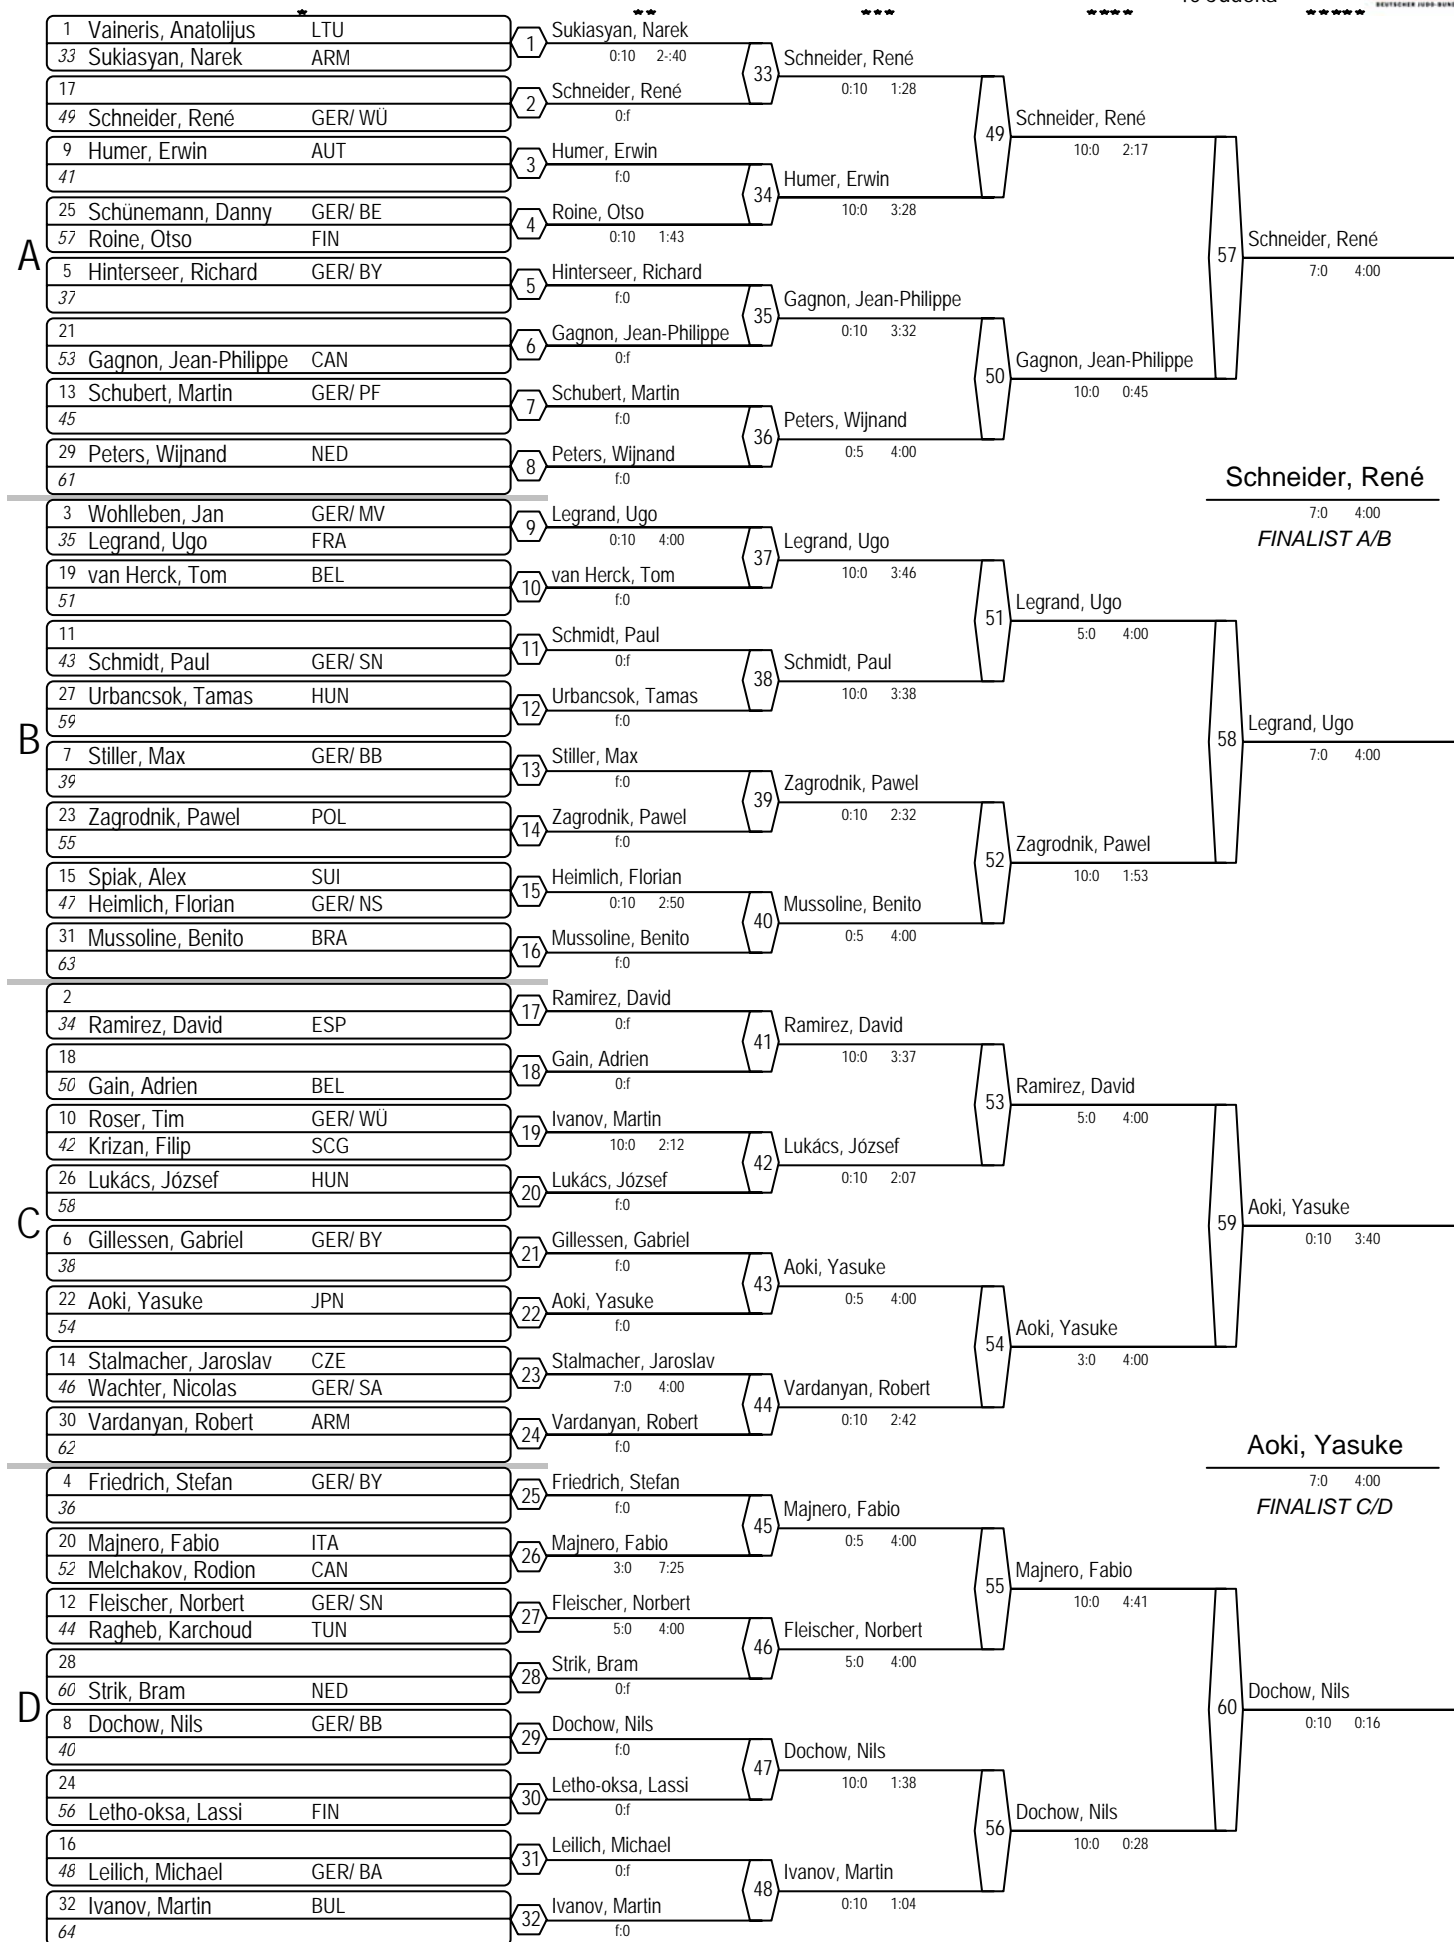 1 Vaineris, Anatolijus LTU
33 Sukiasyan, Narek ARM
17
49 Schneider, René GER/ WÜ
9 Humer, Erwin AUT
41
25 Schünemann, Danny GER/ BE
57 Roine, Otso FIN
A
5 Hinterseer, Richard GER/ BY
37
21
53 Gagnon, Jean-Philippe CAN
13 Schubert, Martin GER/ PF
45
29 Peters, Wijnand NED
61
3 Wohlleben, Jan GER/ MV
35 Legrand, Ugo FRA
19 van Herck, Tom BEL
51
11
43 Schmidt, Paul GER/ SN
27 Urbancsok, Tamas HUN
59
B
7 Stiller, Max GER/ BB
39
23 Zagrodnik, Pawel POL
55
15 Spiak, Alex SUI
47 Heimlich, Florian GER/ NS
31 Mussoline, Benito BRA
63
2
34 Ramirez, David ESP
18
50 Gain, Adrien BEL
10 Roser, Tim GER/ WÜ
42 Krizan, Filip SCG
26 Lukács, József HUN
58
C
6 Gillessen, Gabriel GER/ BY
38
22 Aoki, Yasuke JPN
54
14 Stalmacher, Jaroslav CZE
46 Wachter, Nicolas GER/ SA
30 Vardanyan, Robert ARM
62
4 Friedrich, Stefan GER/ BY
36
20 Majnero, Fabio ITA
52 Melchakov, Rodion CAN
12 Fleischer, Norbert GER/ SN
44 Ragheb, Karchoud TUN
28
60 Strik, Bram NED
D
8 Dochow, Nils GER/ BB
40
24
56 Letho-oksa, Lassi FIN
16
48 Leilich, Michael GER/ BA
32 Ivanov, Martin BUL
64
1 Sukiasyan, Narek
0:10 2-:40
2 Schneider, René
0:f
3 Humer, Erwin
f:0
4 Roine, Otso
0:10 1:43
5 Hinterseer, Richard
f:0
6 Gagnon, Jean-Philippe
0:f
7 Schubert, Martin
f:0
8 Peters, Wijnand
f:0
9 Legrand, Ugo
0:10 4:00
10 van Herck, Tom
f:0
11 Schmidt, Paul
0:f
12 Urbancsok, Tamas
f:0
13 Stiller, Max
f:0
14 Zagrodnik, Pawel
f:0
15 Heimlich, Florian
0:10 2:50
16 Mussoline, Benito
f:0
17 Ramirez, David
0:f
18 Gain, Adrien
0:f
19 Ivanov, Martin
10:0 2:12
20 Lukács, József
f:0
21 Gillessen, Gabriel
f:0
22 Aoki, Yasuke
f:0
23 Stalmacher, Jaroslav
7:0 4:00
24 Vardanyan, Robert
f:0
25 Friedrich, Stefan
f:0
26 Majnero, Fabio
3:0 7:25
27 Fleischer, Norbert
5:0 4:00
28 Strik, Bram
0:f
29 Dochow, Nils
f:0
30 Letho-oksa, Lassi
0:f
31 Leilich, Michael
0:f
32 Ivanov, Martin
f:0
33 Schneider, René
0:10 1:28
34 Humer, Erwin
10:0 3:28
35 Gagnon, Jean-Philippe
0:10 3:32
36 Peters, Wijnand
0:5 4:00
37 Legrand, Ugo
10:0 3:46
38 Schmidt, Paul
10:0 3:38
39 Zagrodnik, Pawel
0:10 2:32
40 Mussoline, Benito
0:5 4:00
41 Ramirez, David
10:0 3:37
42 Lukács, József
0:10 2:07
43 Aoki, Yasuke
0:5 4:00
44 Vardanyan, Robert
0:10 2:42
45 Majnero, Fabio
0:5 4:00
46 Fleischer, Norbert
5:0 4:00
47 Dochow, Nils
10:0 1:38
48 Ivanov, Martin
0:10 1:04
49 Schneider, René
10:0 2:17
50 Gagnon, Jean-Philippe
10:0 0:45
51 Legrand, Ugo
5:0 4:00
52 Zagrodnik, Pawel
10:0 1:53
53 Ramirez, David
5:0 4:00
54 Aoki, Yasuke
3:0 4:00
55 Majnero, Fabio
10:0 4:41
56 Dochow, Nils
10:0 0:28
57 Schneider, René
7:0 4:00
Schneider, René
7:0 4:00
FINALIST A/B
58 Legrand, Ugo
7:0 4:00
59 Aoki, Yasuke
0:10 3:40
Aoki, Yasuke
7:0 4:00
FINALIST C/D
60 Dochow, Nils
0:10 0:16